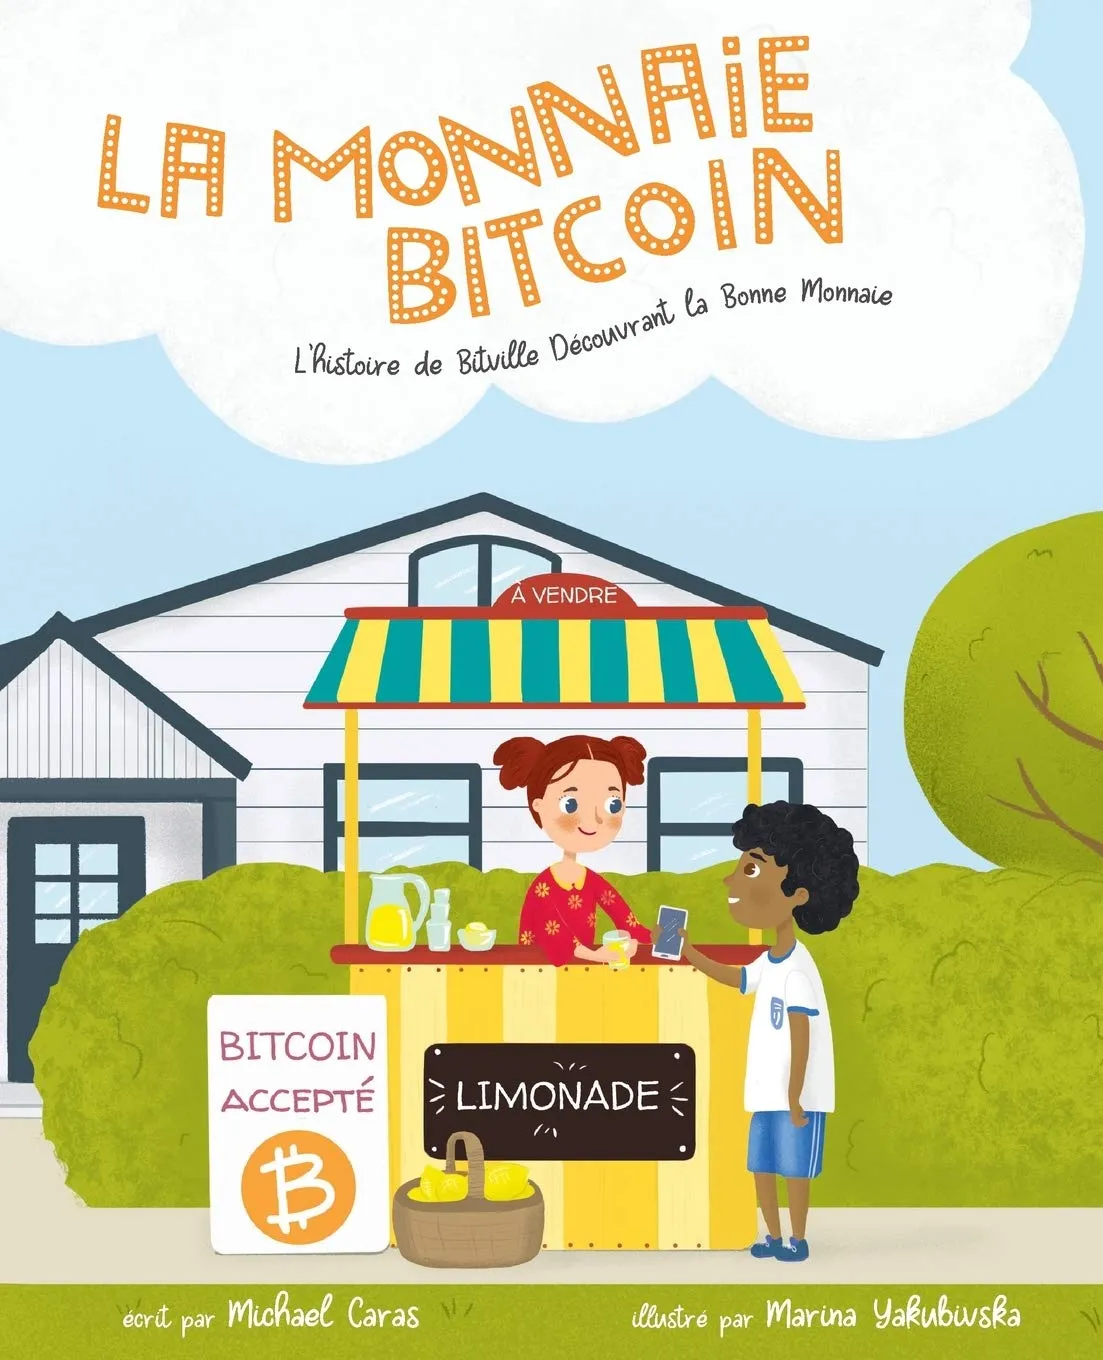 LA MONNAiE
BITCOIN
L'histoire de Bitville Découvrant la Bonne Monnaie
À VENDRE
BITCOIN
ACCEPTÉ
LIMONADE
écrit par Michael Caras
illustré par Marina Yakubivska